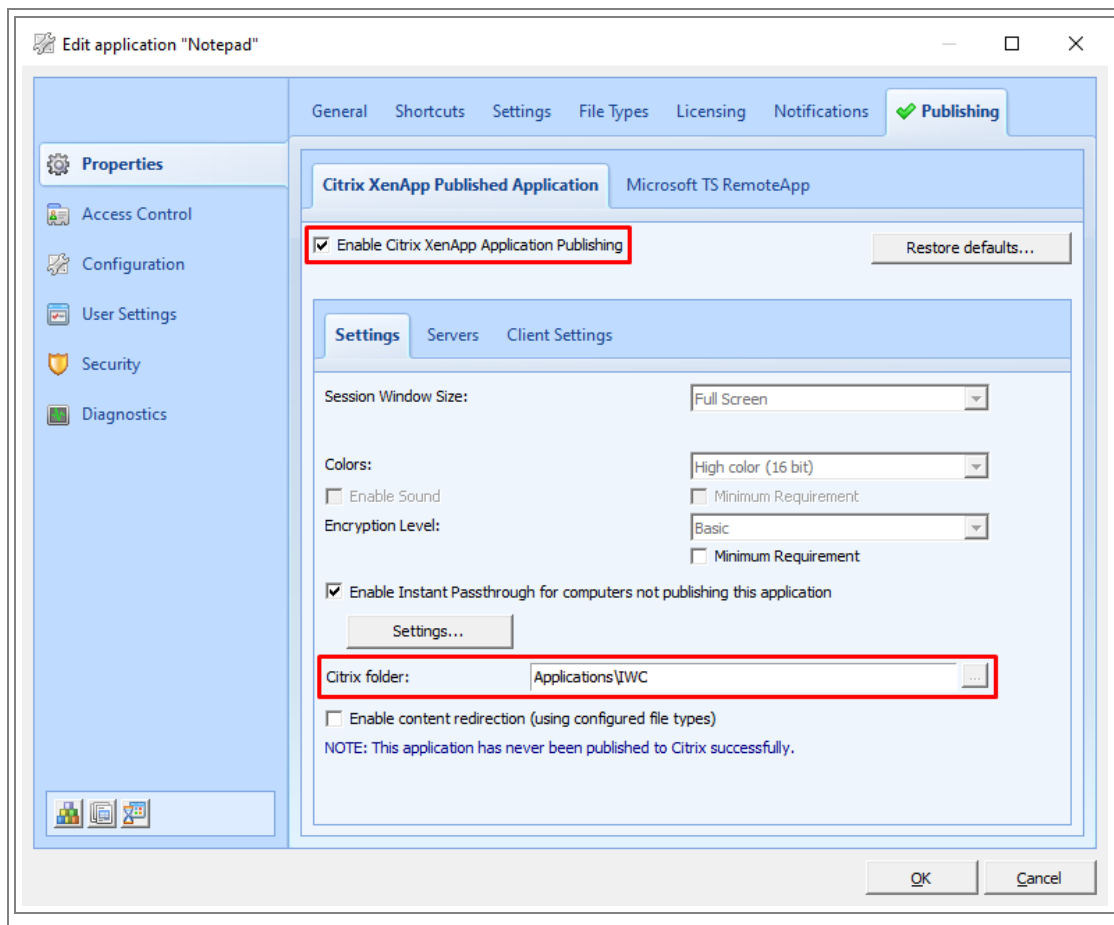 Edit application "Notepad"
General Shortcuts Settings File Types Licensing Notifications Publishing
Properties
Access Control
Configuration
User Settings
Security
Diagnostics
Citrix XenApp Published Application Microsoft TS RemoteApp
Enable Citrix XenApp Application Publishing Restore defaults...
Settings Servers Client Settings
Session Window Size: Full Screen
Colors: High color (16 bit)
Enable Sound Minimum Requirement
Encryption Level: Basic
Minimum Requirement
Enable Instant Passthrough for computers not publishing this application
Settings...
Citrix folder: Applications\IWC ...
Enable content redirection (using configured file types)
NOTE: This application has never been published to Citrix successfully.
OK Cancel